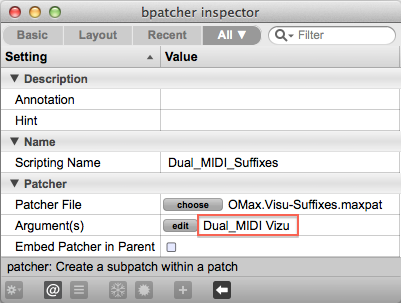 bpatcher inspector
Basic Layout Recent All ▼ Filter
Setting Value
▼ Description
Annotation
Hint
▼ Name
Scripting Name Dual_MIDI_Suffixes
▼ Patcher
Patcher File choose OMax.Visu-Suffixes.maxpat
Argument(s) edit Dual_MIDI Vizu
Embed Patcher in Parent
patcher: Create a subpatch within a patch